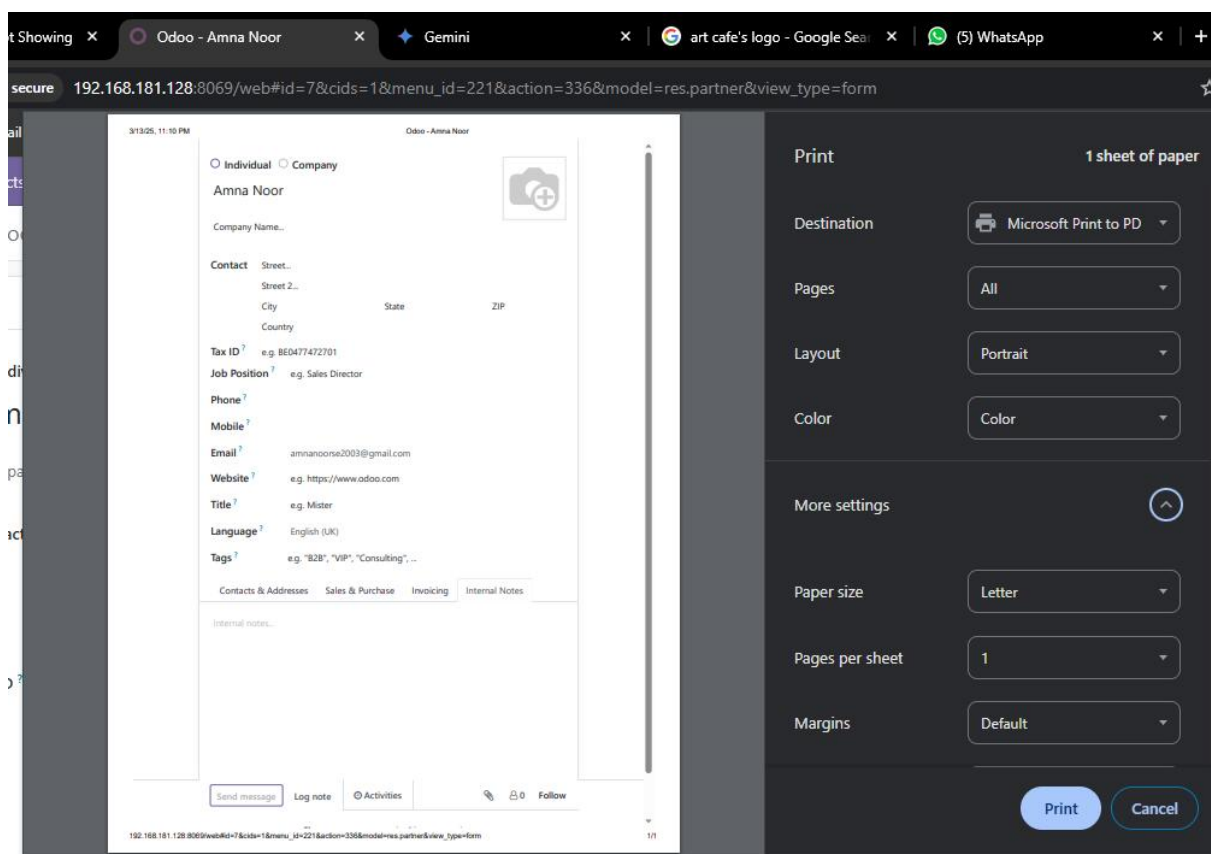 t Showing
Odoo - Amna Noor
Gemini
art cafe's logo - Google Sea
(5) WhatsApp
secure 192.168.181.128:8069/web#id=7&cids=1&menu_id=221&action=336&model=res.partner&view_type=form
ail
cts
di
n
pa
act
?
3/13/25, 11:10 PM Odoo - Amna Noor
Individual Company
Amna Noor
Company Name...
Contact Street...
Street 2...
City State ZIP
Country
Tax ID ? e.g. BE0477472701
Job Position ? e.g. Sales Director
Phone ?
Mobile ?
Email ? amnanoorse2003@gmail.com
Website ? e.g. https://www.odoo.com
Title ? e.g. Mister
Language ? English (UK)
Tags ? e.g. "B2B", "VIP", "Consulting", ...
Contacts & Addresses Sales & Purchase Invoicing Internal Notes
Internal notes...
Send message Log note Activities 0 Follow
192.168.181.128:8069/web#id=7&cids=1&menu_id=221&action=336&model=res.partner&view_type=form 1/1
Print 1 sheet of paper
Destination Microsoft Print to PD
Pages All
Layout Portrait
Color Color
More settings
Paper size Letter
Pages per sheet 1
Margins Default
Print Cancel